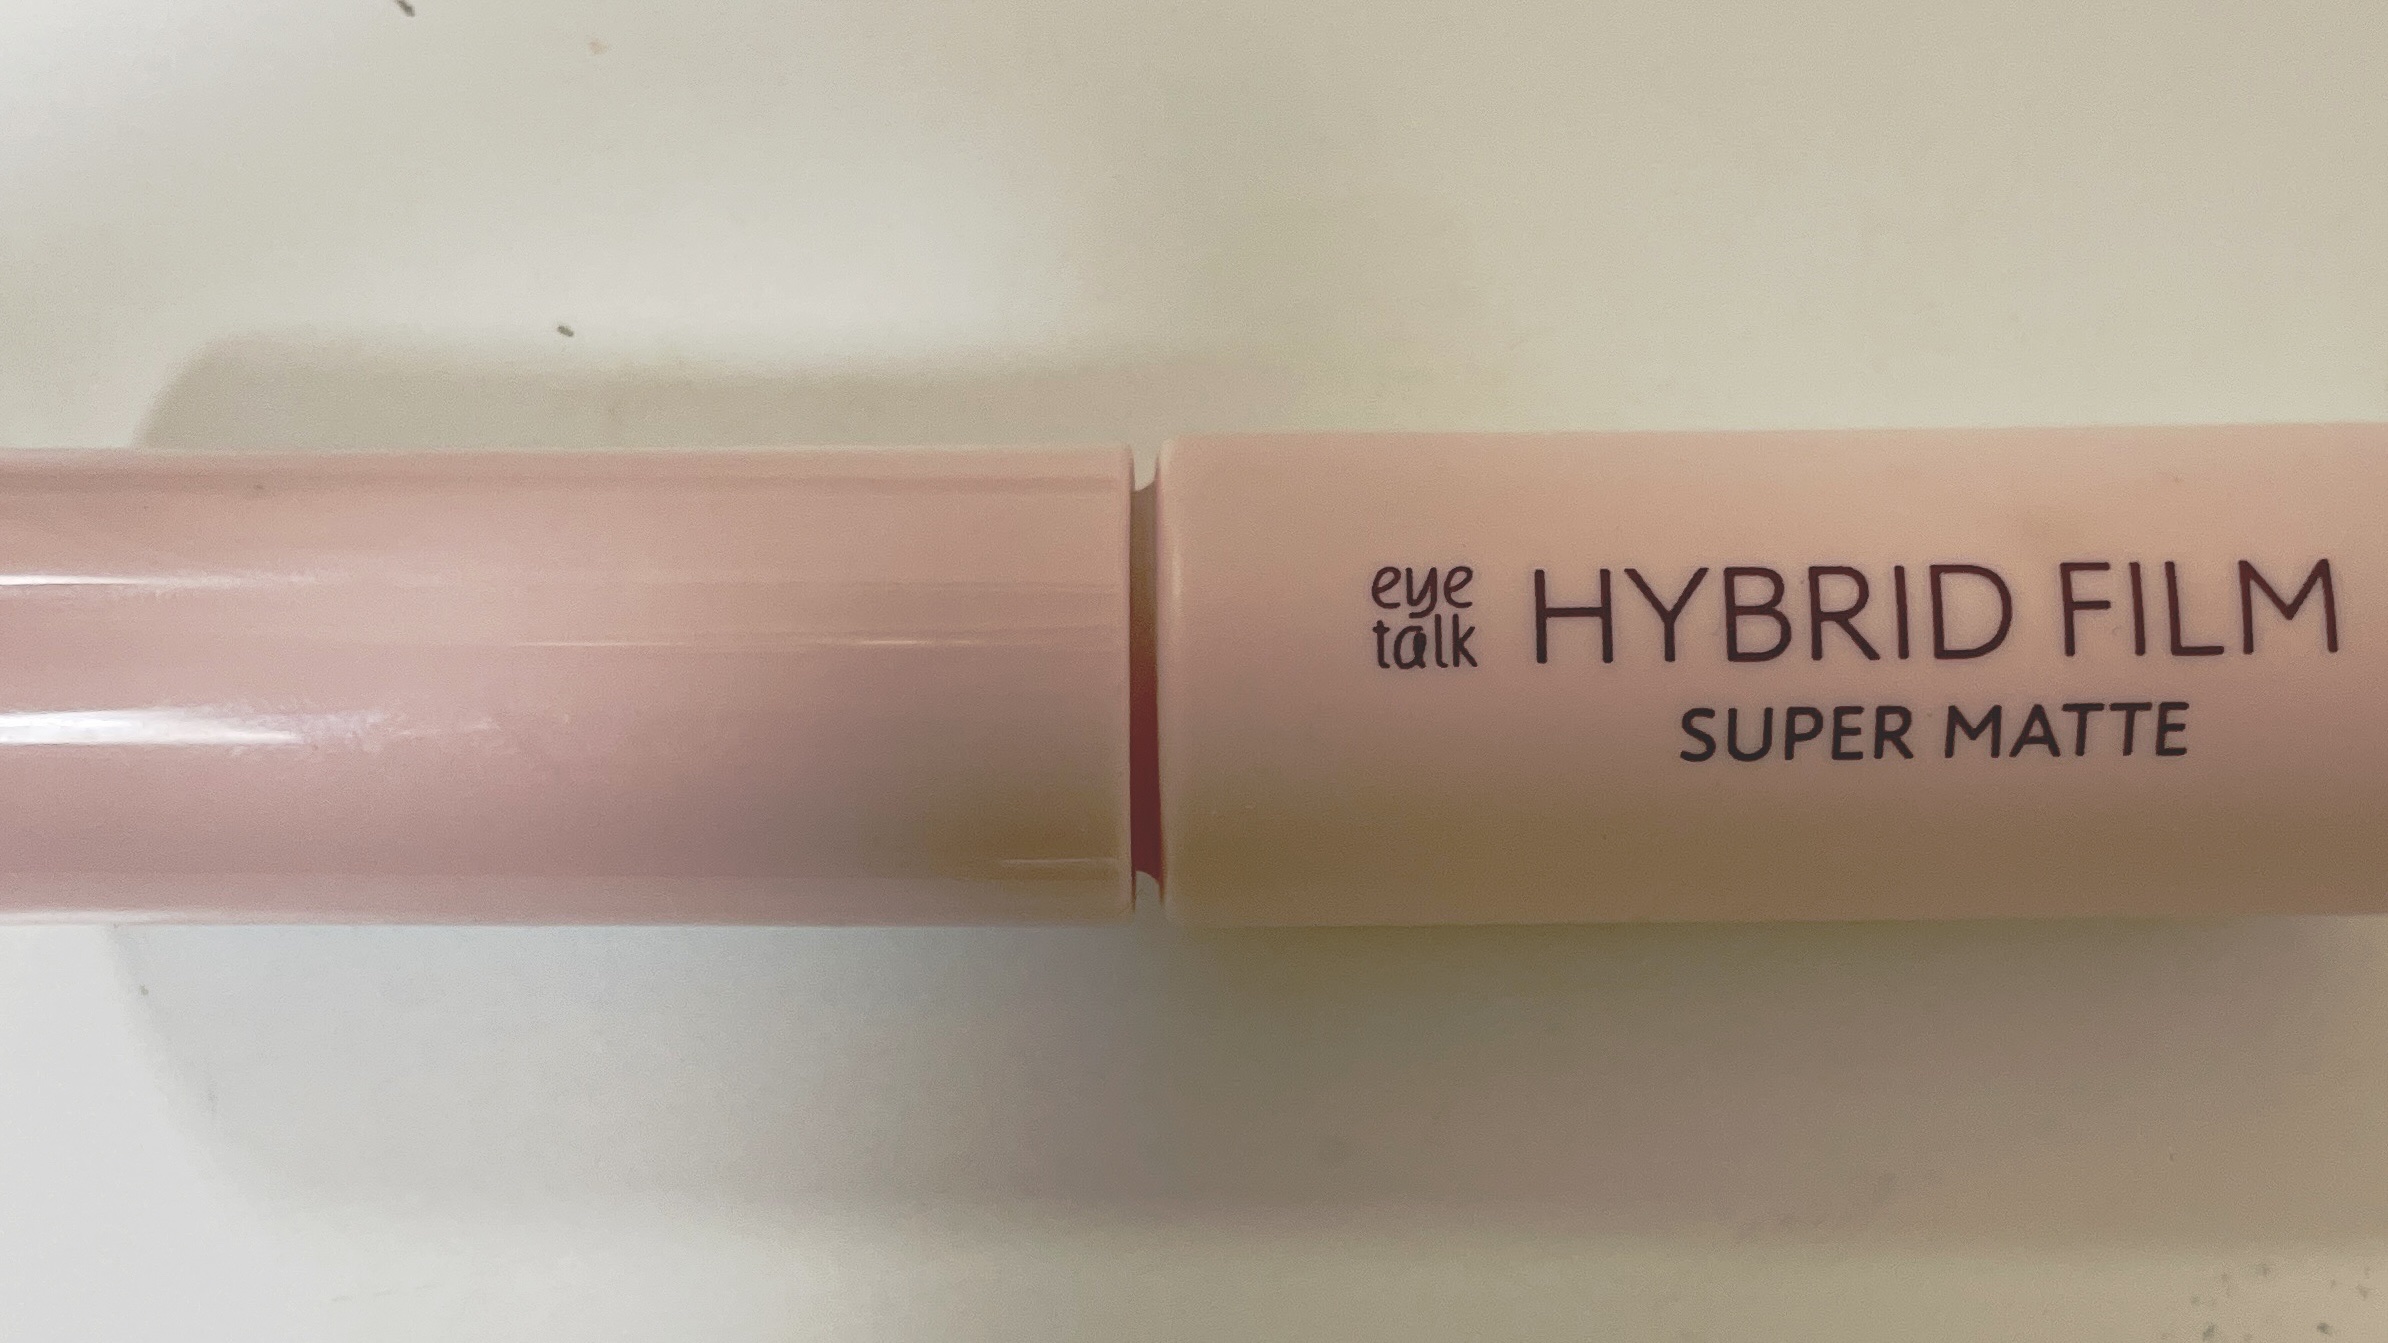 eye
talk
HYBRID FILM
SUPER MATTE